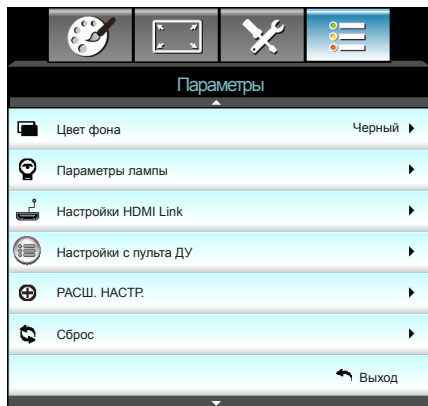 Параметры
Цвет фона Черный
Параметры лампы
Настройки HDMI Link
Настройки с пульта ДУ
РАСШ. НАСТР.
Сброс
Выход